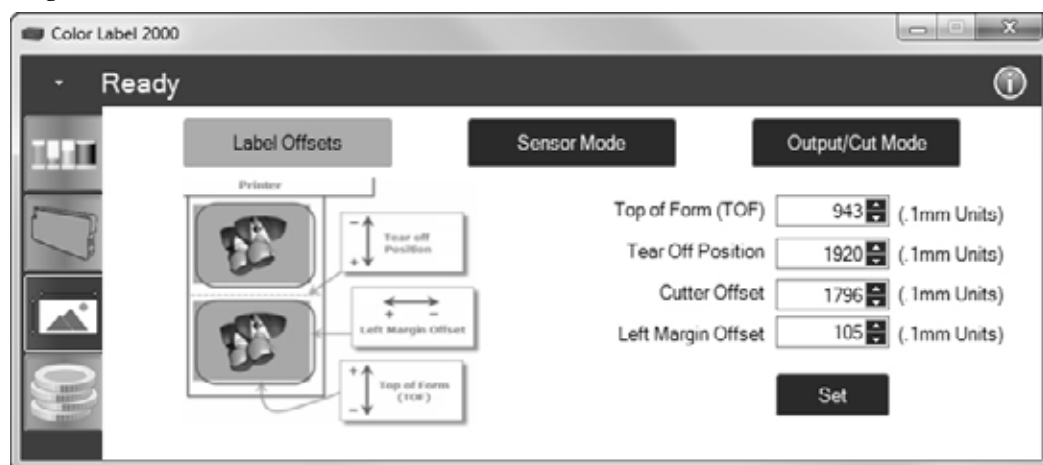 Color Label 2000
Ready
Label Offsets
Sensor Mode
Output/Cut Mode
Printer
Tear off
Position
Left Margin Offset
Top of Form
(TOF)
Top of Form (TOF) 943 (.1mm Units)
Tear Off Position 1920 (.1mm Units)
Cutter Offset 1796 (.1mm Units)
Left Margin Offset 105 (.1mm Units)
Set